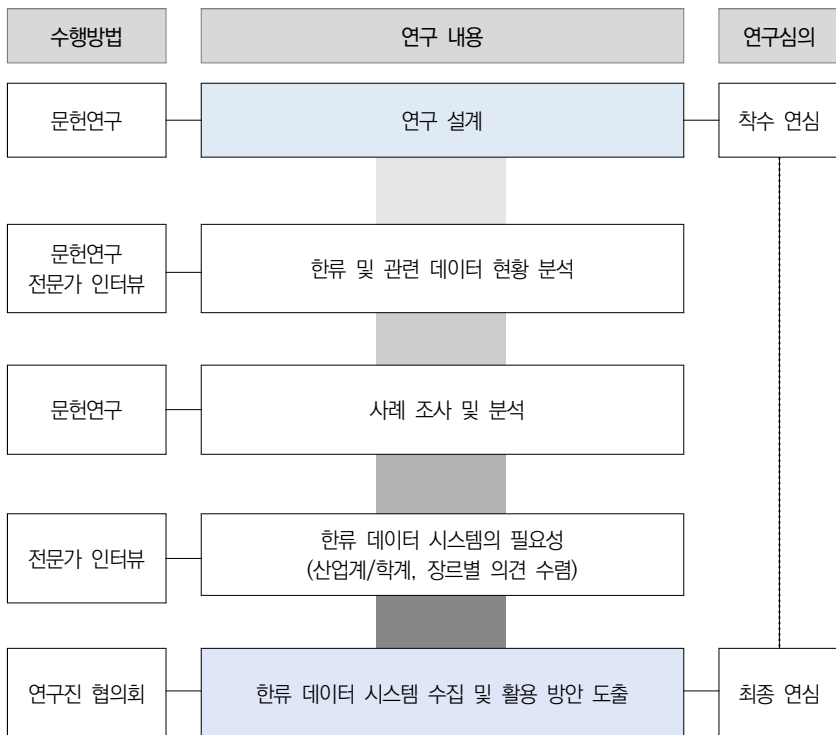 수행방법
연구 내용
연구심의
문헌연구
연구 설계
착수 연심
문헌연구
전문가 인터뷰
한류 및 관련 데이터 현황 분석
문헌연구
사례 조사 및 분석
전문가 인터뷰
한류 데이터 시스템의 필요성
(산업계/학계, 장르별 의견 수렴)
연구진 협의회
한류 데이터 시스템 수집 및 활용 방안 도출
최종 연심